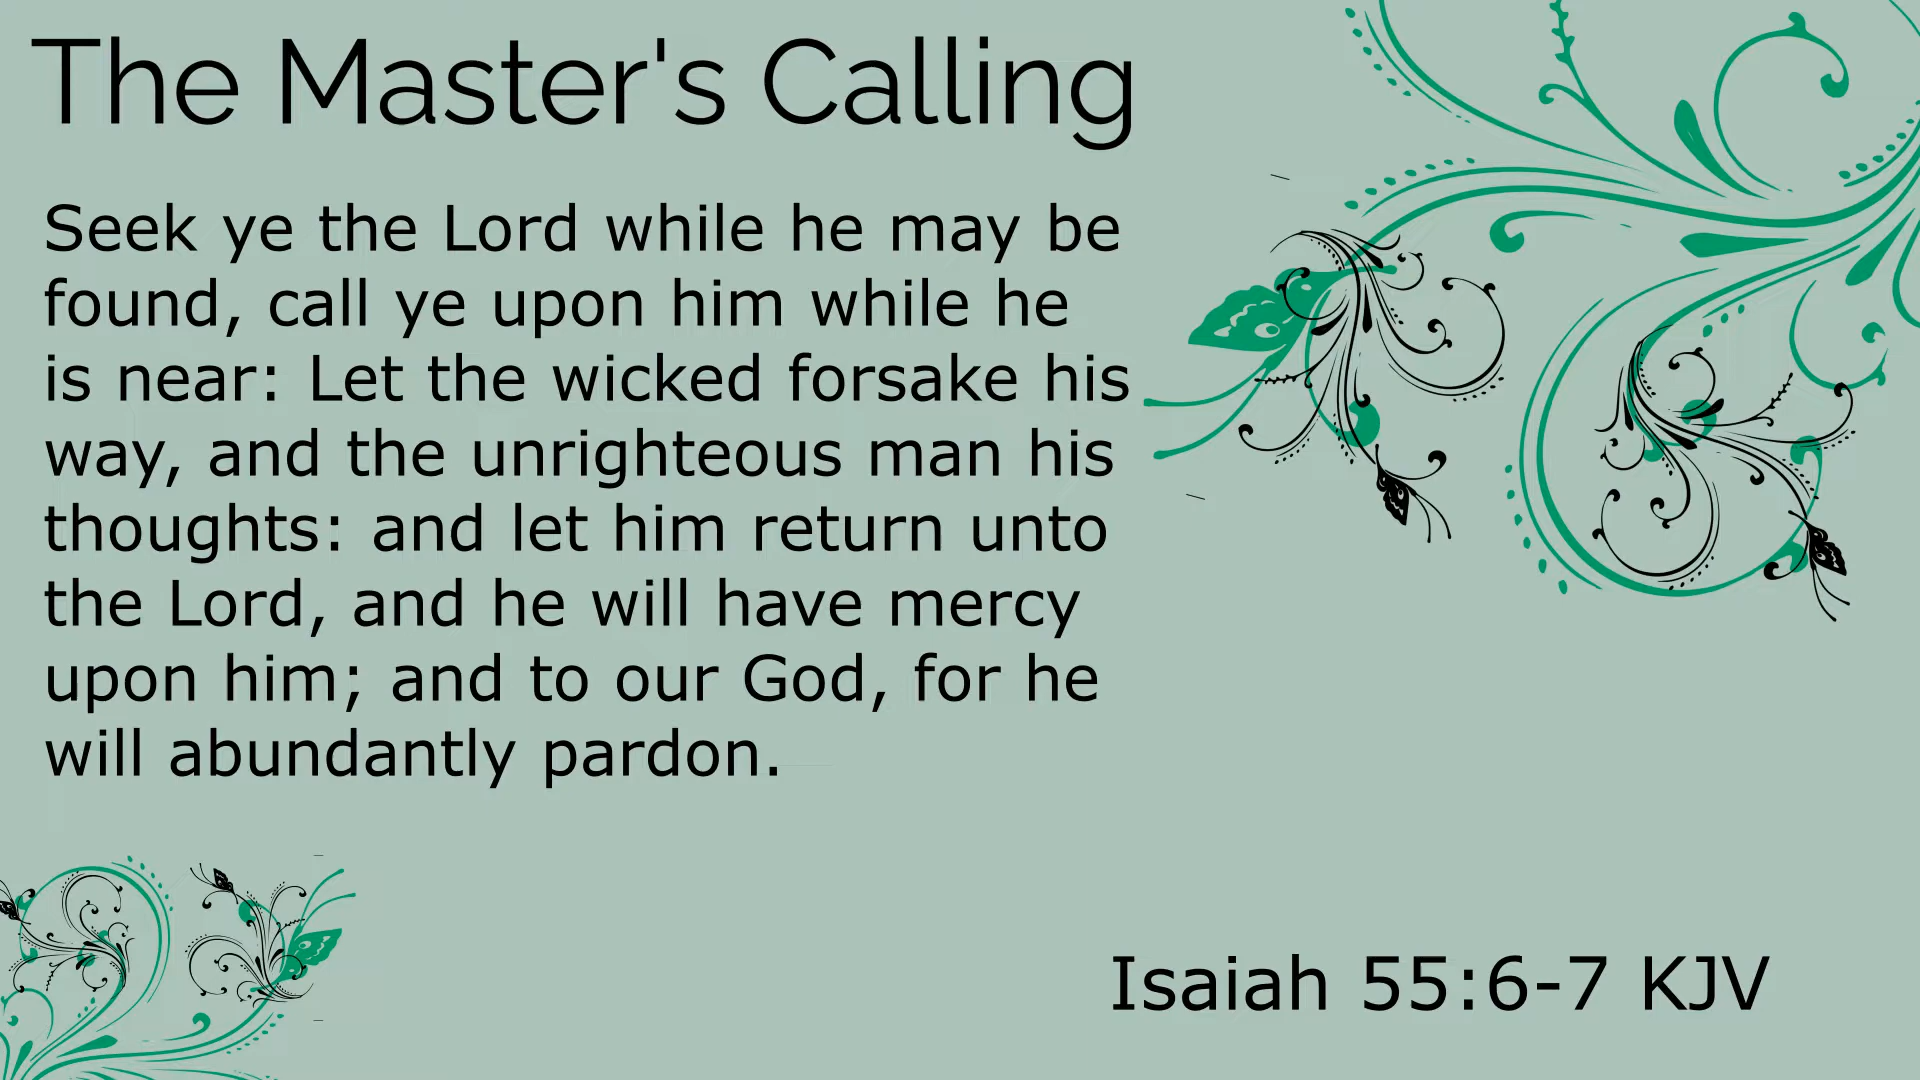 The Master's Calling
Seek ye the Lord while he may be
found, call ye upon him while he
is near: Let the wicked forsake his
way, and the unrighteous man his
thoughts: and let him return unto
the Lord, and he will have mercy
upon him; and to our God, for he
will abundantly pardon.
Isaiah 55:6-7 KJV